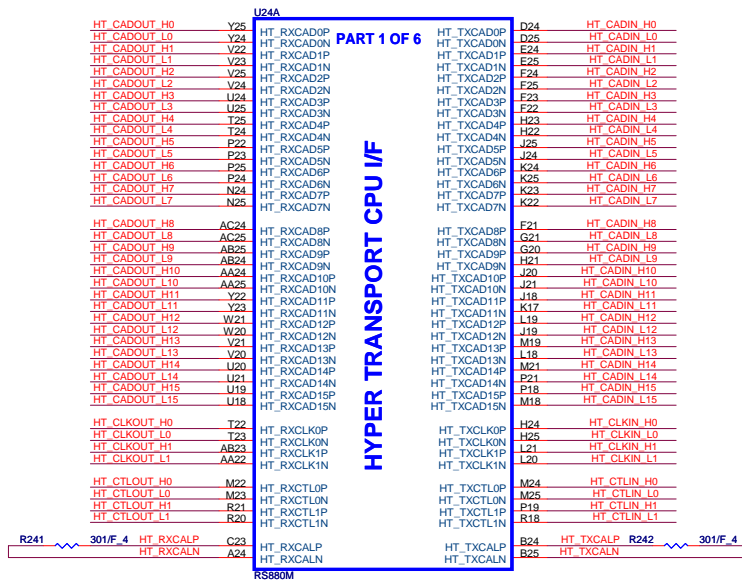 U24A
PART 1 OF 6
HYPER TRANSPORT CPU I/F
HT_CADOUT_H0 Y25 HT_RXCAD0P HT_TXCAD0P D24 HT_CADIN_H0
HT_CADOUT_L0 Y24 HT_RXCAD0N HT_TXCAD0N D25 HT_CADIN_L0
HT_CADOUT_H1 V22 HT_RXCAD1P HT_TXCAD1P E24 HT_CADIN_H1
HT_CADOUT_L1 V23 HT_RXCAD1N HT_TXCAD1N E25 HT_CADIN_L1
HT_CADOUT_H2 V25 HT_RXCAD2P HT_TXCAD2P F24 HT_CADIN_H2
HT_CADOUT_L2 V24 HT_RXCAD2N HT_TXCAD2N F25 HT_CADIN_L2
HT_CADOUT_H3 U24 HT_RXCAD3P HT_TXCAD3P F23 HT_CADIN_H3
HT_CADOUT_L3 U25 HT_RXCAD3N HT_TXCAD3N F22 HT_CADIN_L3
HT_CADOUT_H4 T25 HT_RXCAD4P HT_TXCAD4P H23 HT_CADIN_H4
HT_CADOUT_L4 T24 HT_RXCAD4N HT_TXCAD4N H22 HT_CADIN_L4
HT_CADOUT_H5 P22 HT_RXCAD5P HT_TXCAD5P J25 HT_CADIN_H5
HT_CADOUT_L5 P23 HT_RXCAD5N HT_TXCAD5N J24 HT_CADIN_L5
HT_CADOUT_H6 P25 HT_RXCAD6P HT_TXCAD6P K24 HT_CADIN_H6
HT_CADOUT_L6 P24 HT_RXCAD6N HT_TXCAD6N K25 HT_CADIN_L6
HT_CADOUT_H7 N24 HT_RXCAD7P HT_TXCAD7P K23 HT_CADIN_H7
HT_CADOUT_L7 N25 HT_RXCAD7N HT_TXCAD7N K22 HT_CADIN_L7
HT_CADOUT_H8 AC24 HT_RXCAD8P HT_TXCAD8P F21 HT_CADIN_H8
HT_CADOUT_L8 AC25 HT_RXCAD8N HT_TXCAD8N G21 HT_CADIN_L8
HT_CADOUT_H9 AB25 HT_RXCAD9P HT_TXCAD9P G20 HT_CADIN_H9
HT_CADOUT_L9 AB24 HT_RXCAD9N HT_TXCAD9N H21 HT_CADIN_L9
HT_CADOUT_H10 AA24 HT_RXCAD10P HT_TXCAD10P J20 HT_CADIN_H10
HT_CADOUT_L10 AA25 HT_RXCAD10N HT_TXCAD10N J21 HT_CADIN_L10
HT_CADOUT_H11 Y22 HT_RXCAD11P HT_TXCAD11P J18 HT_CADIN_H11
HT_CADOUT_L11 Y23 HT_RXCAD11N HT_TXCAD11N K17 HT_CADIN_L11
HT_CADOUT_H12 W21 HT_RXCAD12P HT_TXCAD12P L19 HT_CADIN_H12
HT_CADOUT_L12 W20 HT_RXCAD12N HT_TXCAD12N J19 HT_CADIN_L12
HT_CADOUT_H13 V21 HT_RXCAD13P HT_TXCAD13P M19 HT_CADIN_H13
HT_CADOUT_L13 V20 HT_RXCAD13N HT_TXCAD13N L18 HT_CADIN_L13
HT_CADOUT_H14 U20 HT_RXCAD14P HT_TXCAD14P M21 HT_CADIN_H14
HT_CADOUT_L14 U21 HT_RXCAD14N HT_TXCAD14N P21 HT_CADIN_L14
HT_CADOUT_H15 U19 HT_RXCAD15P HT_TXCAD15P P18 HT_CADIN_H15
HT_CADOUT_L15 U18 HT_RXCAD15N HT_TXCAD15N M18 HT_CADIN_L15
HT_CLKOUT_H0 T22 HT_RXCLK0P HT_TXCLK0P H24 HT_CLKIN_H0
HT_CLKOUT_L0 T23 HT_RXCLK0N HT_TXCLK0N H25 HT_CLKIN_L0
HT_CLKOUT_H1 AB23 HT_RXCLK1P HT_TXCLK1P L21 HT_CLKIN_H1
HT_CLKOUT_L1 AA22 HT_RXCLK1N HT_TXCLK1N L20 HT_CLKIN_L1
HT_CTLOUT_H0 M22 HT_RXCTL0P HT_TXCTL0P M24 HT_CTLIN_H0
HT_CTLOUT_L0 M23 HT_RXCTL0N HT_TXCTL0N M25 HT_CTLIN_L0
HT_CTLOUT_H1 R21 HT_RXCTL1P HT_TXCTL1P P19 HT_CTLIN_H1
HT_CTLOUT_L1 R20 HT_RXCTL1N HT_TXCTL1N R18 HT_CTLIN_L1
R241 301/F_4 HT_RXCALP C23 HT_RXCALP HT_TXCALP B24 HT_TXCALP R242 301/F_4
HT_RXCALN A24 HT_RXCALN HT_TXCALN B25 HT_TXCALN
RS880M